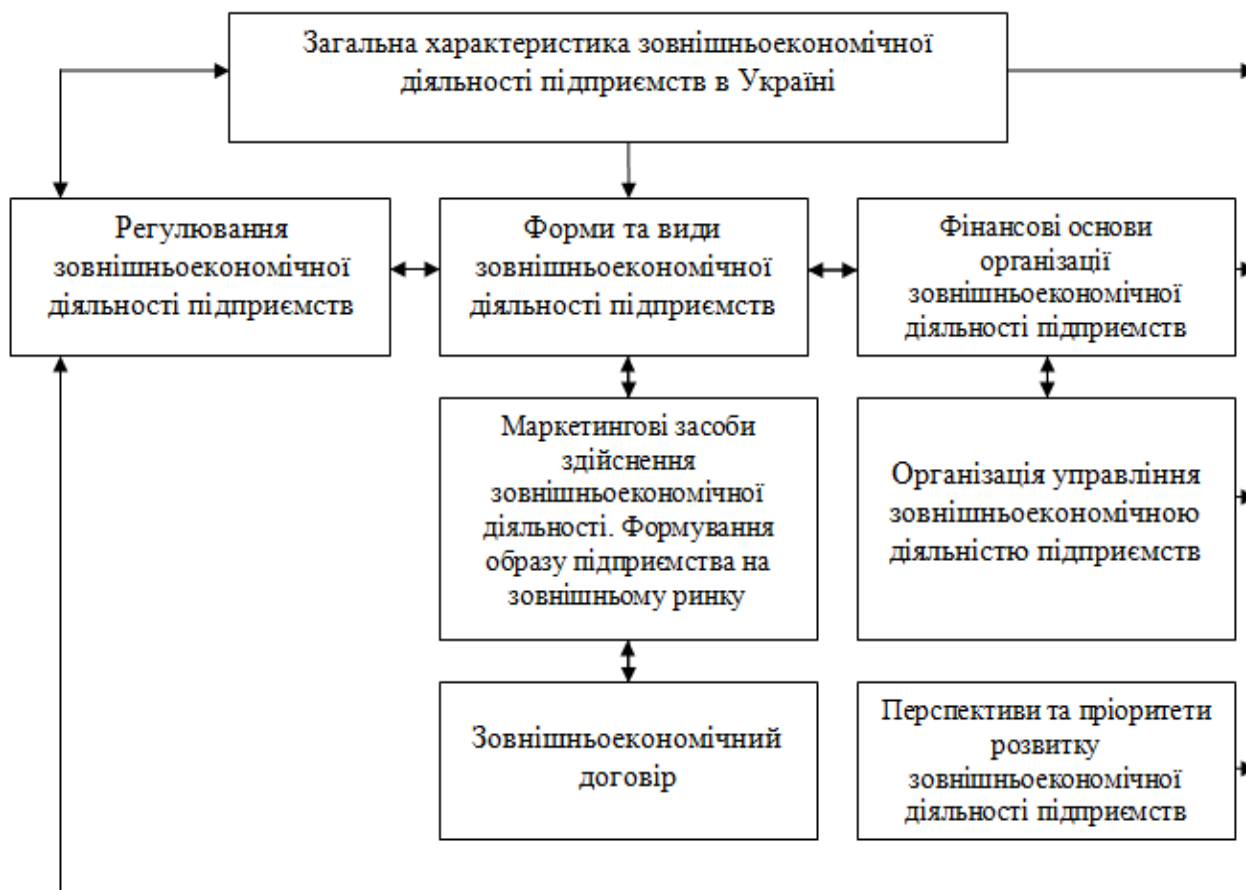 Загальна характеристика зовнішньоекономічної
діяльності підприємств в Україні
Регулювання
зовнішньоекономічної
діяльності підприємств
Форми та види
зовнішньоекономічної
діяльності підприємств
Фінансові основи
організації
зовнішньоекономічної
діяльності підприємств
Маркетингові засоби
здійснення
зовнішньоекономічної
діяльності. Формування
образу підприємства на
зовнішньому ринку
Організація управління
зовнішньоекономічною
діяльністю підприємств
Зовнішньоекономічний
договір
Перспективи та пріоритети
розвитку
зовнішньоекономічної
діяльності підприємств